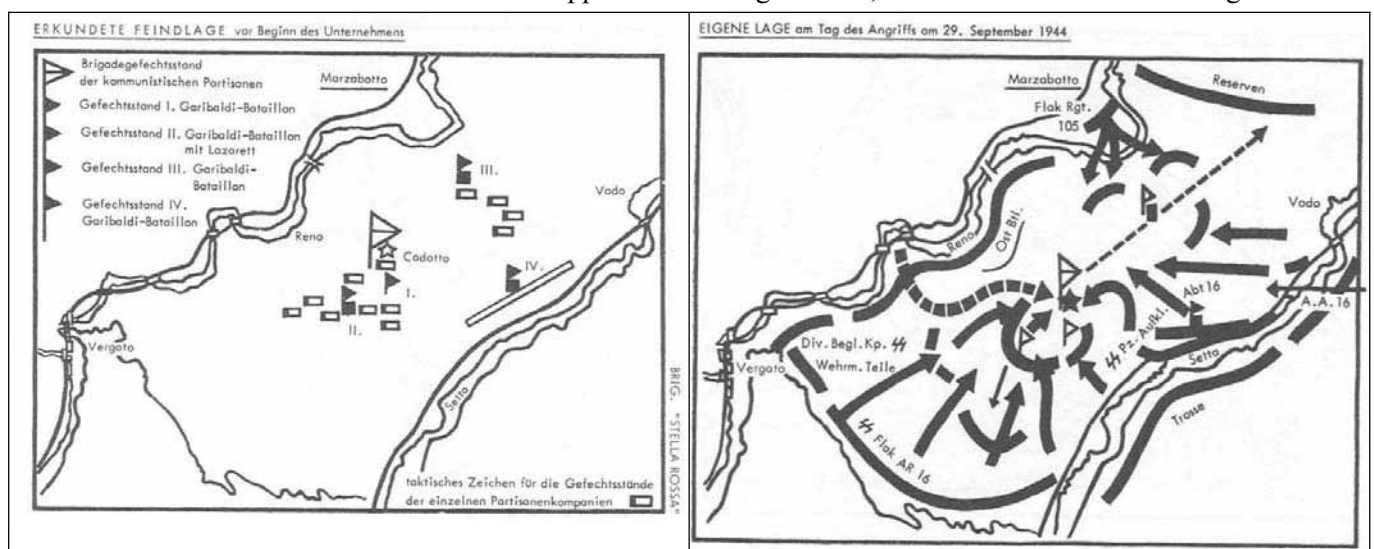 ERKUNDETE FEINDLAGE vor Beginn des Unternehmens
Brigadegefechtsstand
der kommunistischen Partisanen
Gefechtsstand I. Garibaldi-Bataillon
Gefechtsstand II. Garibaldi-Bataillon
mit Lazarett
Gefechtsstand III. Garibaldi-
Bataillon
Gefechtsstand IV.
Garibaldi-Bataillon
Marzabotto
III.
Vado
Reno
Cadotto
IV.
I.
II.
Vergato
Setta
BRIG. "STELLA ROSSA"
taktisches Zeichen für die Gefechtsstände
der einzelnen Partisanenkompanien
EIGENE LAGE am Tag des Angriffs am 29. September 1944
Marzabotto
Reserven
Flak Rgt.
105
Vado
Reno
Ost Btl.
Abt 16
A.A. 16
Div. Begl. Kp. SS
SS Pz. Aufkl.
Wehrm. Teile
Vergato
Setta
Trosse
SS Flak AR 16